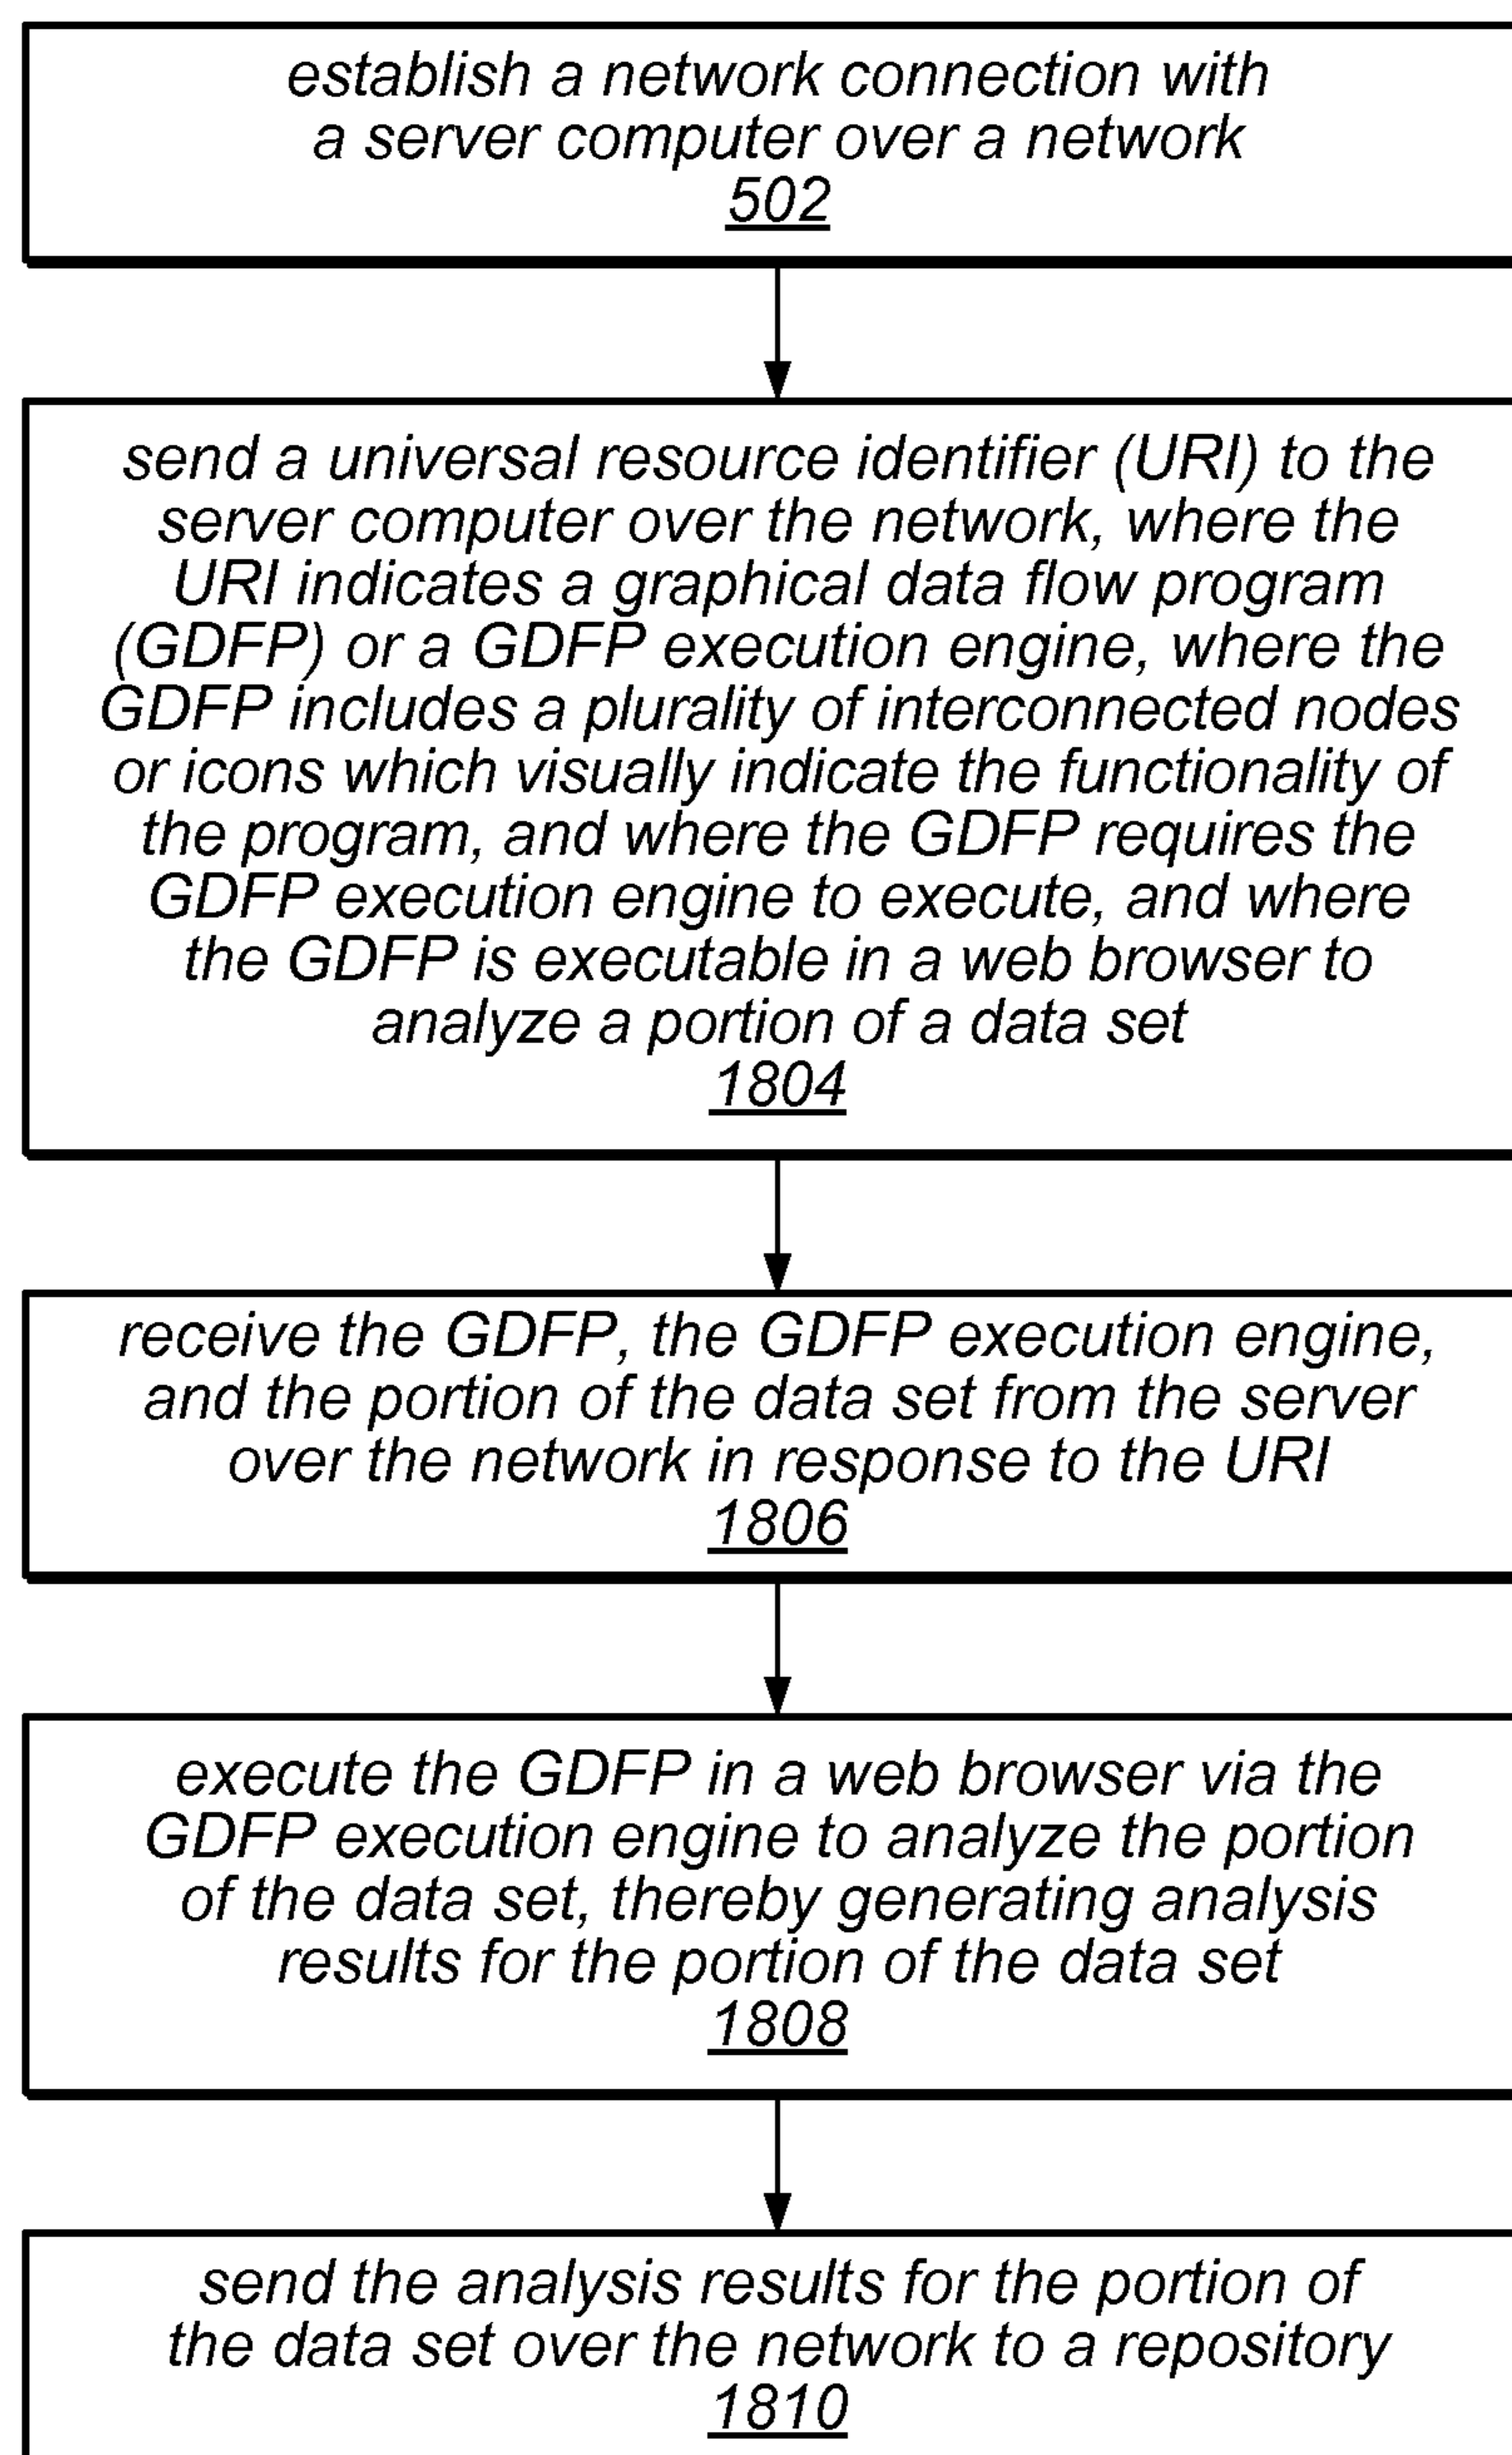 establish a network connection with
a server computer over a network
502
send a universal resource identifier (URI) to the
server computer over the network, where the
URI indicates a graphical data flow program
(GDFP) or a GDFP execution engine, where the
GDFP includes a plurality of interconnected nodes
or icons which visually indicate the functionality of
the program, and where the GDFP requires the
GDFP execution engine to execute, and where
the GDFP is executable in a web browser to
analyze a portion of a data set
1804
receive the GDFP, the GDFP execution engine,
and the portion of the data set from the server
over the network in response to the URI
1806
execute the GDFP in a web browser via the
GDFP execution engine to analyze the portion
of the data set, thereby generating analysis
results for the portion of the data set
1808
send the analysis results for the portion of
the data set over the network to a repository
1810